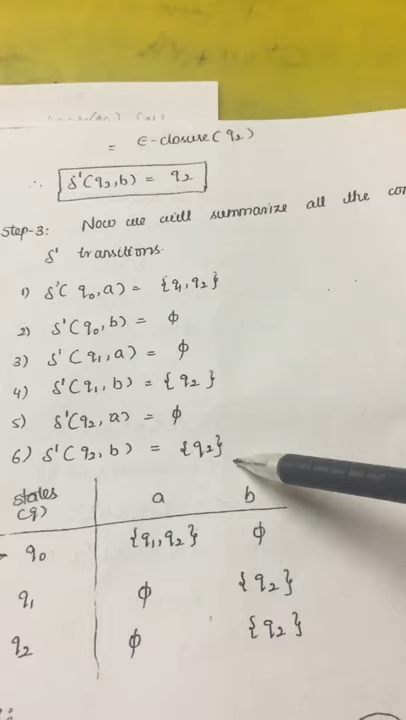 = ε-closure(q₂)
∴ δ'(q₂,b) = q₂
Step-3: Now we will summarize all the
δ' transitions.
1) δ'(q₀,a) = {q₁,q₂}
2) δ'(q₀,b) = ϕ
3) δ'(q₁,a) = ϕ
4) δ'(q₁,b) = {q₂}
5) δ'(q₂,a) = ϕ
6) δ'(q₂,b) = {q₂}
states a b
(q)
q₀ {q₁,q₂} ϕ
q₁ ϕ {q₂}
q₂ ϕ {q₂}